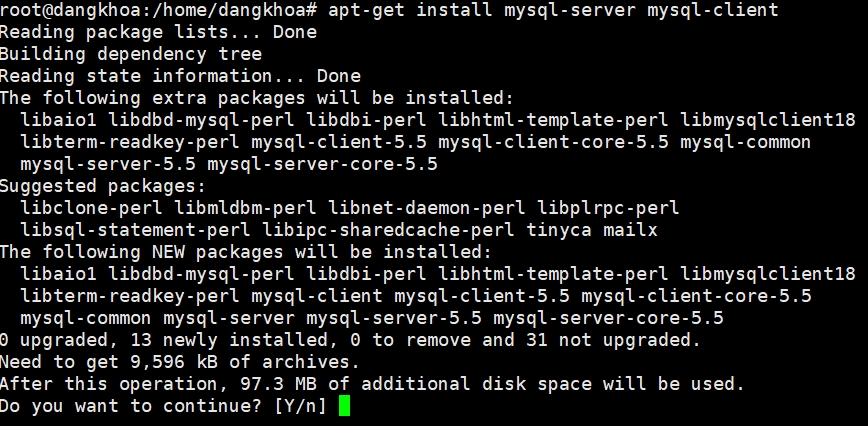 root@dangkhoa:/home/dangkhoa# apt-get install mysql-server mysql-client
Reading package lists... Done
Building dependency tree
Reading state information... Done
The following extra packages will be installed:
  libaio1 libdbd-mysql-perl libdbi-perl libhtml-template-perl libmysqlclient18
  libterm-readkey-perl mysql-client-5.5 mysql-client-core-5.5 mysql-common
  mysql-server-5.5 mysql-server-core-5.5
Suggested packages:
  libclone-perl libmldbm-perl libnet-daemon-perl libplrpc-perl
  libsql-statement-perl libipc-sharedcache-perl tinyca mailx
The following NEW packages will be installed:
  libaio1 libdbd-mysql-perl libdbi-perl libhtml-template-perl libmysqlclient18
  libterm-readkey-perl mysql-client mysql-client-5.5 mysql-client-core-5.5
  mysql-common mysql-server mysql-server-5.5 mysql-server-core-5.5
0 upgraded, 13 newly installed, 0 to remove and 31 not upgraded.
Need to get 9,596 kB of archives.
After this operation, 97.3 MB of additional disk space will be used.
Do you want to continue? [Y/n]